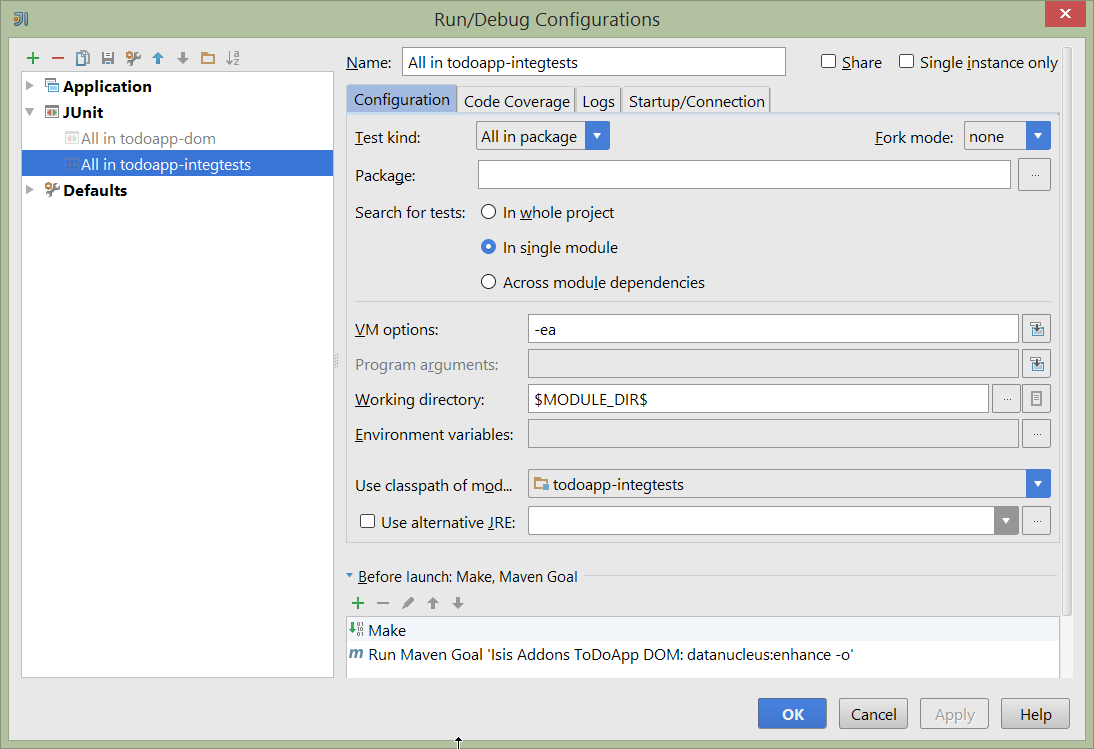 Run/Debug Configurations
Application
JUnit
All in todoapp-dom
All in todoapp-integtests
Defaults
Name: All in todoapp-integtests Share Single instance only
Configuration Code Coverage Logs Startup/Connection
Test kind: All in package Fork mode: none
Package: ...
Search for tests: In whole project
In single module
Across module dependencies
VM options: -ea
Program arguments:
Working directory: $MODULE_DIR$ ...
Environment variables: ...
Use classpath of mod... todoapp-integtests
Use alternative JRE: ...
Before launch: Make, Maven Goal
Make
Run Maven Goal 'Isis Addons ToDoApp DOM: datanucleus:enhance -o'
OK Cancel Apply Help